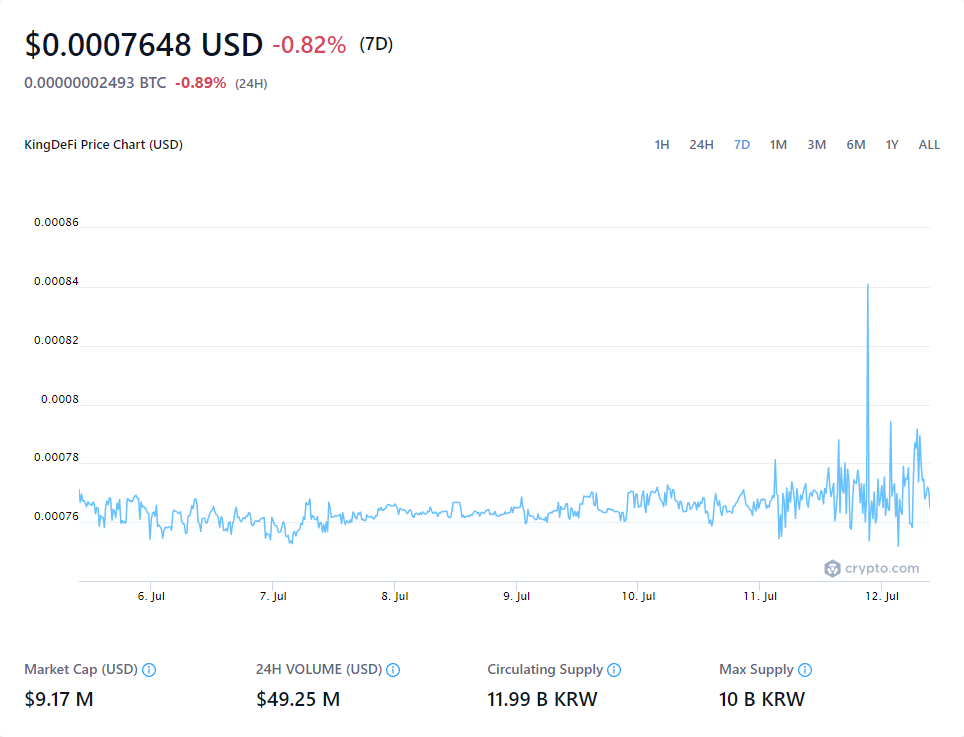 $0.0007648 USD -0.82% (7D)
0.00000002493 BTC -0.89% (24H)
KingDeFi Price Chart (USD) 1H 24H 7D 1M 3M 6M 1Y ALL
0.00086
0.00084
0.00082
0.0008
0.00078
0.00076
crypto.com
6. Jul 7. Jul 8. Jul 9. Jul 10. Jul 11. Jul 12. Jul
Market Cap (USD) 24H VOLUME (USD) Circulating Supply Max Supply
$9.17 M $49.25 M 11.99 B KRW 10 B KRW